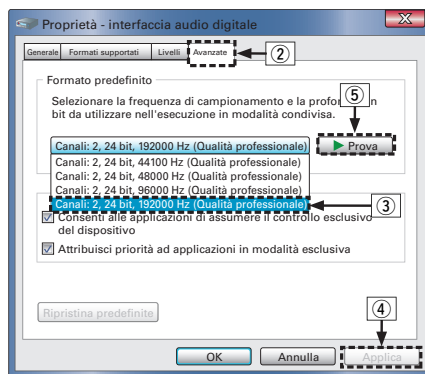 Proprietà - interfaccia audio digitale
Generale Formati supportati Livelli Avanzate
2
Formato predefinito
Selezionare la frequenza di campionamento e la profon n
5
bit da utilizzare nell'esecuzione in modalità condivisa.
Canali: 2, 24 bit, 192000 Hz (Qualità professionale)
Prova
Canali: 2, 24 bit, 44100 Hz (Qualità professionale)
Canali: 2, 24 bit, 48000 Hz (Qualità professionale)
Canali: 2, 24 bit, 96000 Hz (Qualità professionale)
Canali: 2, 24 bit, 192000 Hz (Qualità professionale)
3
Consenti alle applicazioni di assumere il controllo esclusivo
del dispositivo
Attribuisci priorità ad applicazioni in modalità esclusiva
Ripristina predefinite
4
OK Annulla Applica